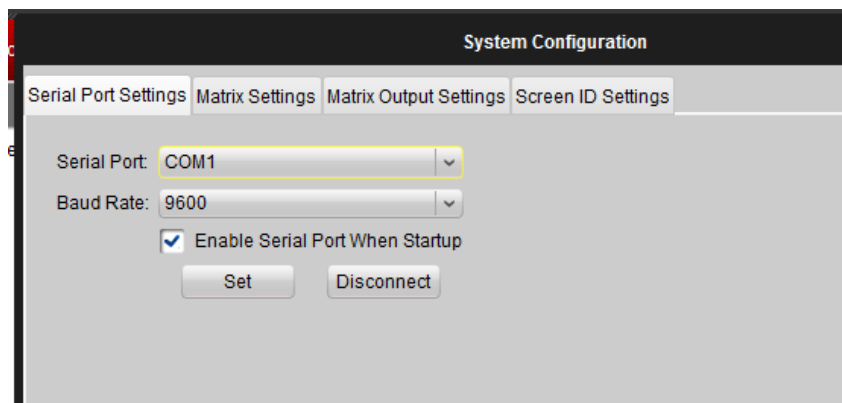 System Configuration
Serial Port Settings Matrix Settings Matrix Output Settings Screen ID Settings
Serial Port: COM1
Baud Rate: 9600
Enable Serial Port When Startup
Set Disconnect